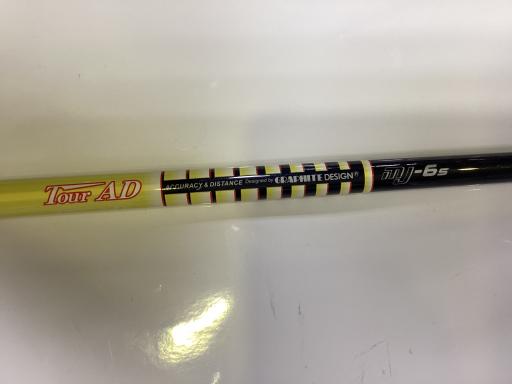 Tour AD ACCURACY & DISTANCE Designed by GRAPHITE DESIGN® MJ-6s